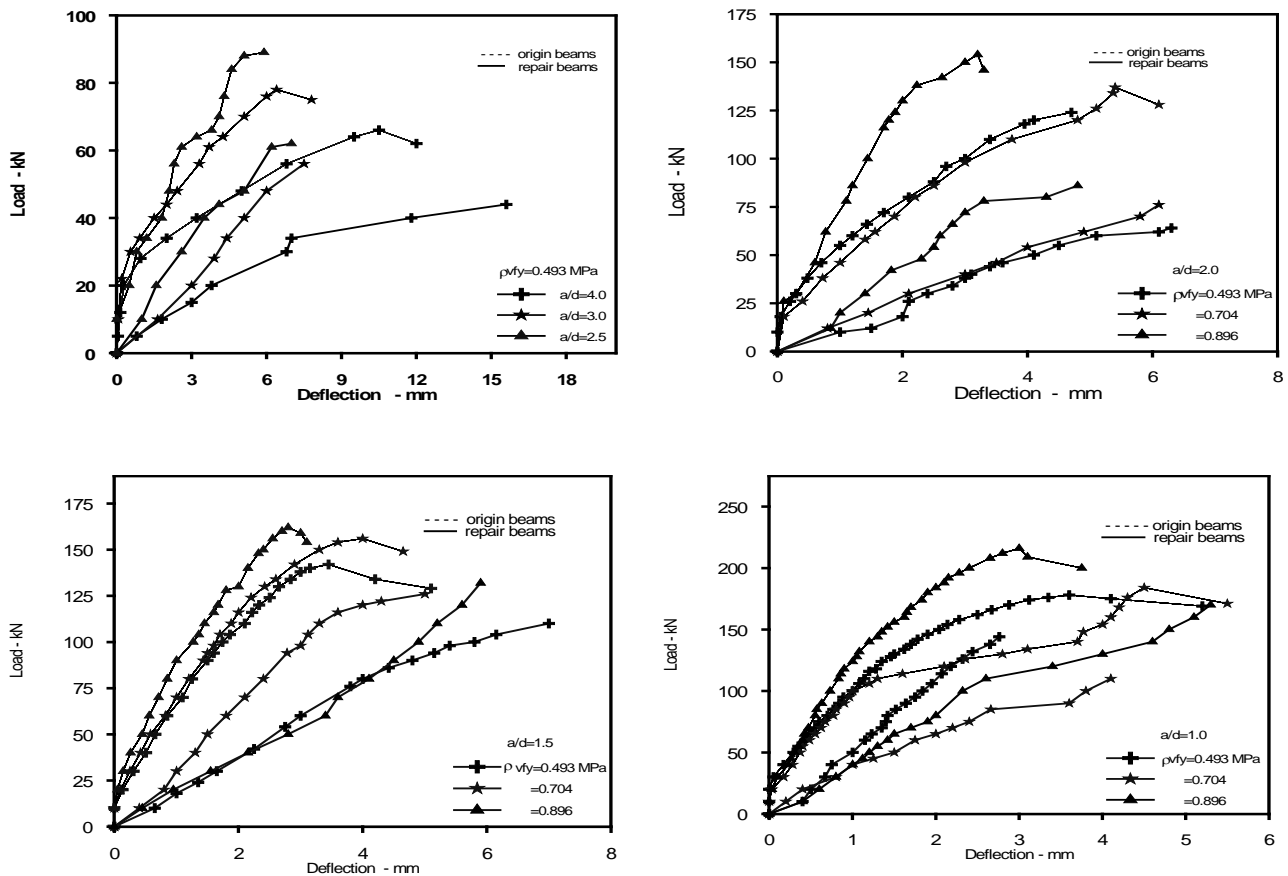 100
80
60
40
20
0
Load - kN
origin beams
repair beams
ρvfy=0.493 MPa
a/d=4.0
a/d=3.0
a/d=2.5
0 3 6 9 12 15 18
Deflection - mm
175
150
125
100
75
50
25
0
Load - kN
origin beams
repair beams
a/d=2.0
ρvfy=0.493 MPa
=0.704
=0.896
0 2 4 6 8
Deflection - mm
175
150
125
100
75
50
25
0
Load - kN
origin beams
repair beams
a/d=1.5
ρ vfy=0.493 MPa
=0.704
=0.896
0 2 4 6 8
Deflection - mm
250
200
150
100
50
0
Load - kN
origin beams
repair beams
a/d=1.0
ρvfy=0.493 MPa
=0.704
=0.896
0 1 2 3 4 5 6
Deflection - mm